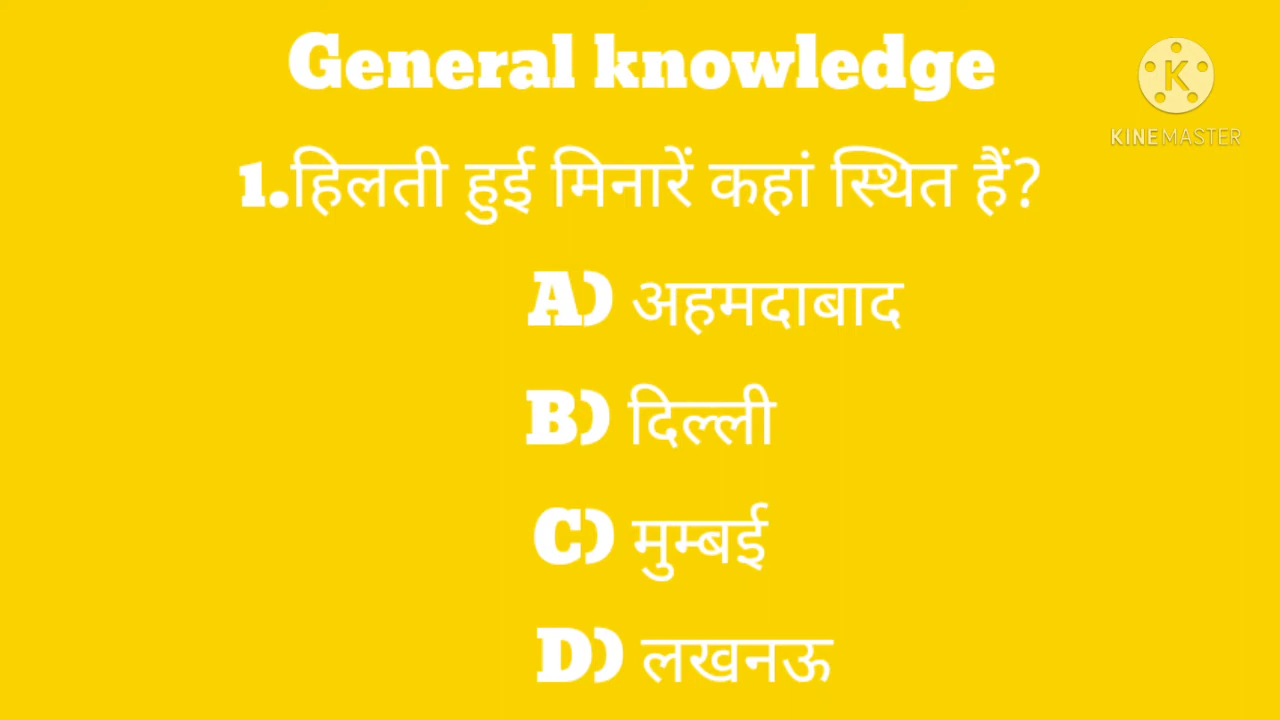 General knowledge
K
KINEMASTER
1.हिलती हुई मिनारें कहां स्थित हैं?
A) अहमदाबाद
B) दिल्ली
C) मुम्बई
D) लखनऊ